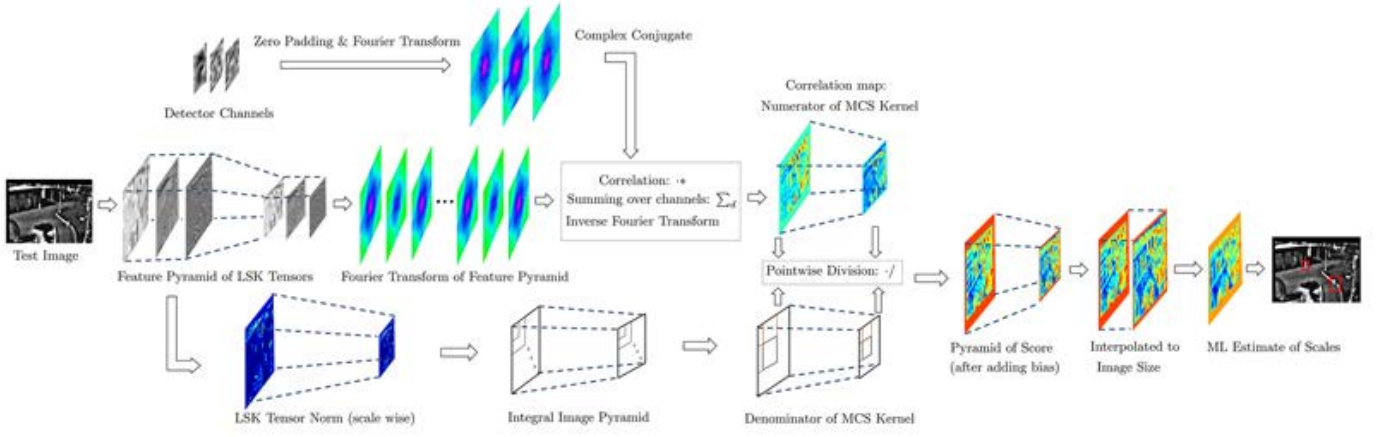 Zero Padding & Fourier Transform
Complex Conjugate
Detector Channels
Correlation map:
Numerator of MCS Kernel
Correlation: ·*
Summing over channels: ∑d
Inverse Fourier Transform
Test Image
Feature Pyramid of LSK Tensors
Fourier Transform of Feature Pyramid
Pointwise Division: ·/
LSK Tensor Norm (scale wise)
Integral Image Pyramid
Denominator of MCS Kernel
Pyramid of Score
(after adding bias)
Interpolated to
Image Size
ML Estimate of Scales